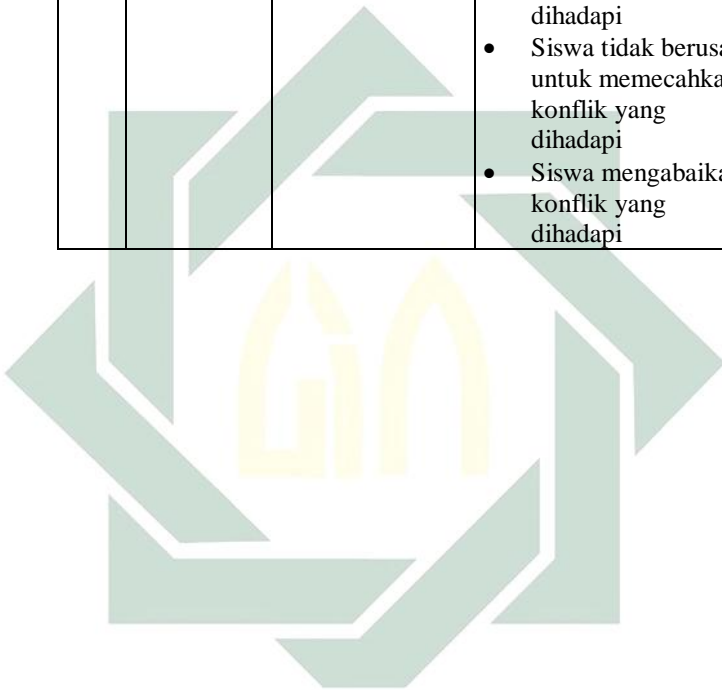 dihadapi
• Siswa tidak berusa
untuk memecahka
konflik yang
dihadapi
• Siswa mengabaika
konflik yang
dihadapi